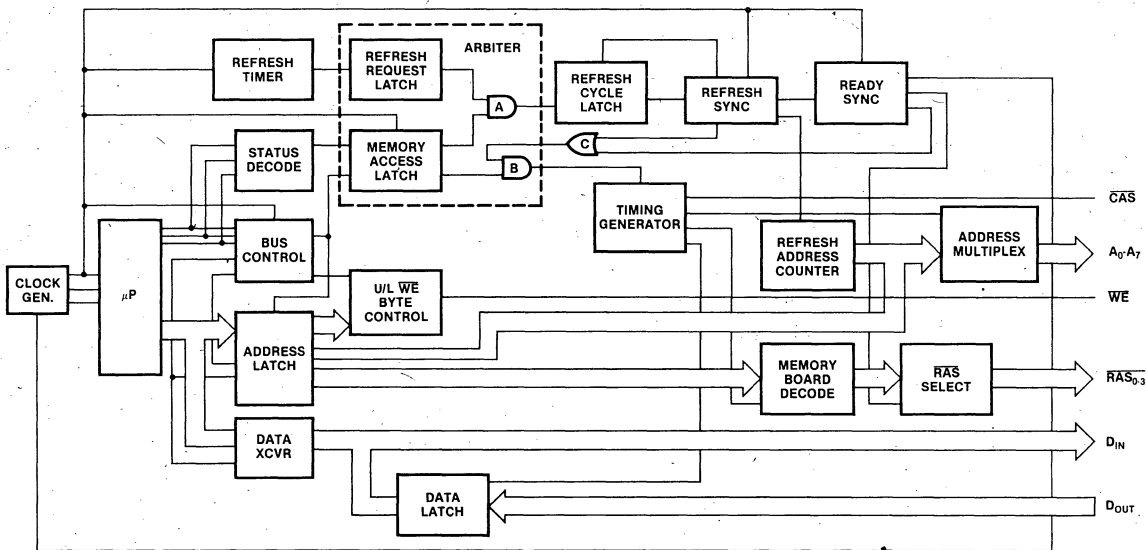 ARBITER
REFRESH
TIMER
REFRESH
REQUEST
LATCH
A
REFRESH
CYCLE
LATCH
REFRESH
SYNC
READY
SYNC
STATUS
DECODE
MEMORY
ACCESS
LATCH
B
C
TIMING
GENERATOR
CAS
BUS
CONTROL
REFRESH
ADDRESS
COUNTER
ADDRESS
MULTIPLEX
A0-A7
CLOCK
GEN.
μP
U/L WE
BYTE
CONTROL
WE
ADDRESS
LATCH
MEMORY
BOARD
DECODE
RAS
SELECT
RAS0-3
DATA
XCVR
DIN
DATA
LATCH
DOUT